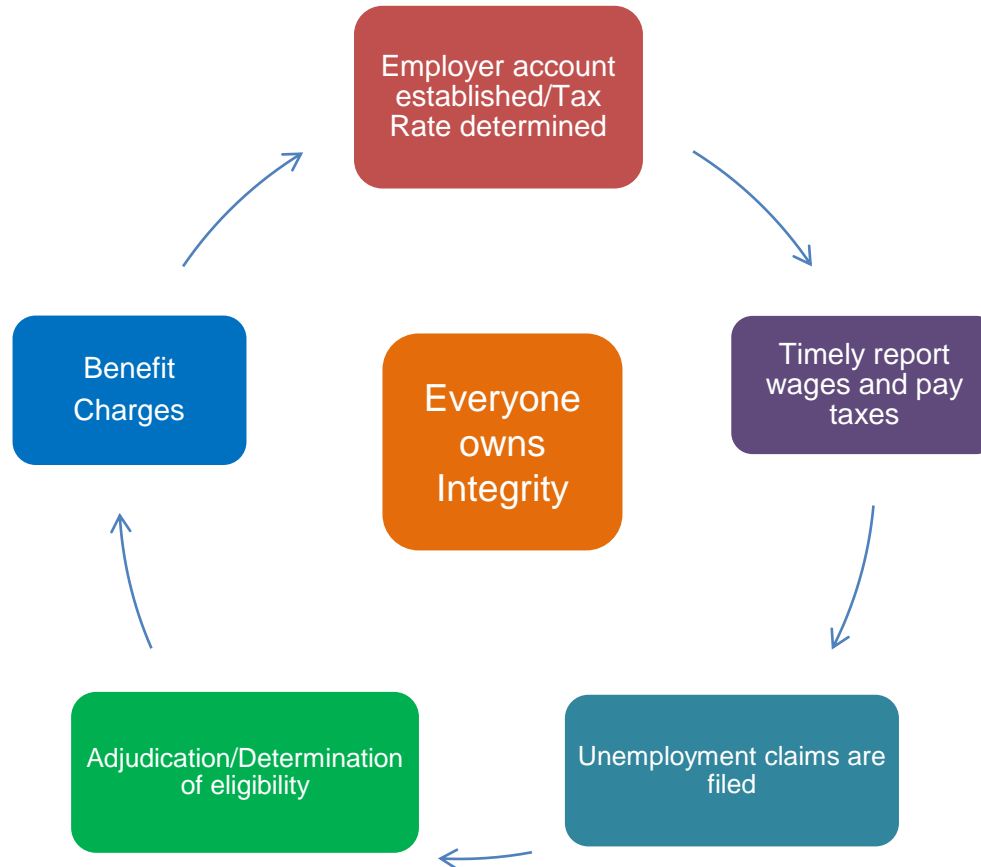 Employer account
established/Tax
Rate determined
Timely report
wages and pay
taxes
Unemployment claims are
filed
Adjudication/Determination
of eligibility
Benefit
Charges
Everyone
owns
Integrity